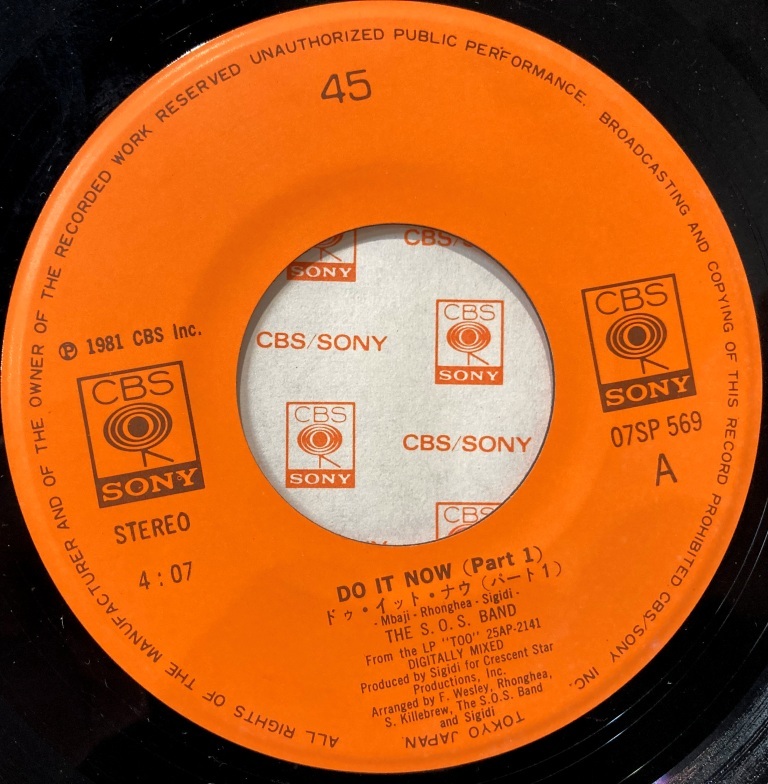 ALL RIGHTS OF THE MANUFACTURER AND OF THE OWNER OF THE RECORDED WORK RESERVED UNAUTHORIZED PUBLIC PERFORMANCE. BROADCASTING AND COPYING OF THIS RECORD PROHIBITED CBS/SONY INC. TOKYO JAPAN.
45
℗ 1981 CBS Inc.
CBS
SONY
STEREO
4:07
CBS
SONY
07SP 569
A
SONY
CBS/S
CBS/SONY
CBS
SONY
CBS
SONY
CBS/SONY
CBS
DO IT NOW (Part 1)
ドゥ・イット・ナウ (パート1)
- Mbaji - Rhonghea - Sigidi -
THE S.O.S. BAND
From the LP "TOO" 25AP-2141
DIGITALLY MIXED
Produced by Sigidi for Crescent Star
Productions, Inc.
Arranged by F. Wesley, Rhonghea,
S. Killebrew, The S.O.S. Band
and Sigidi